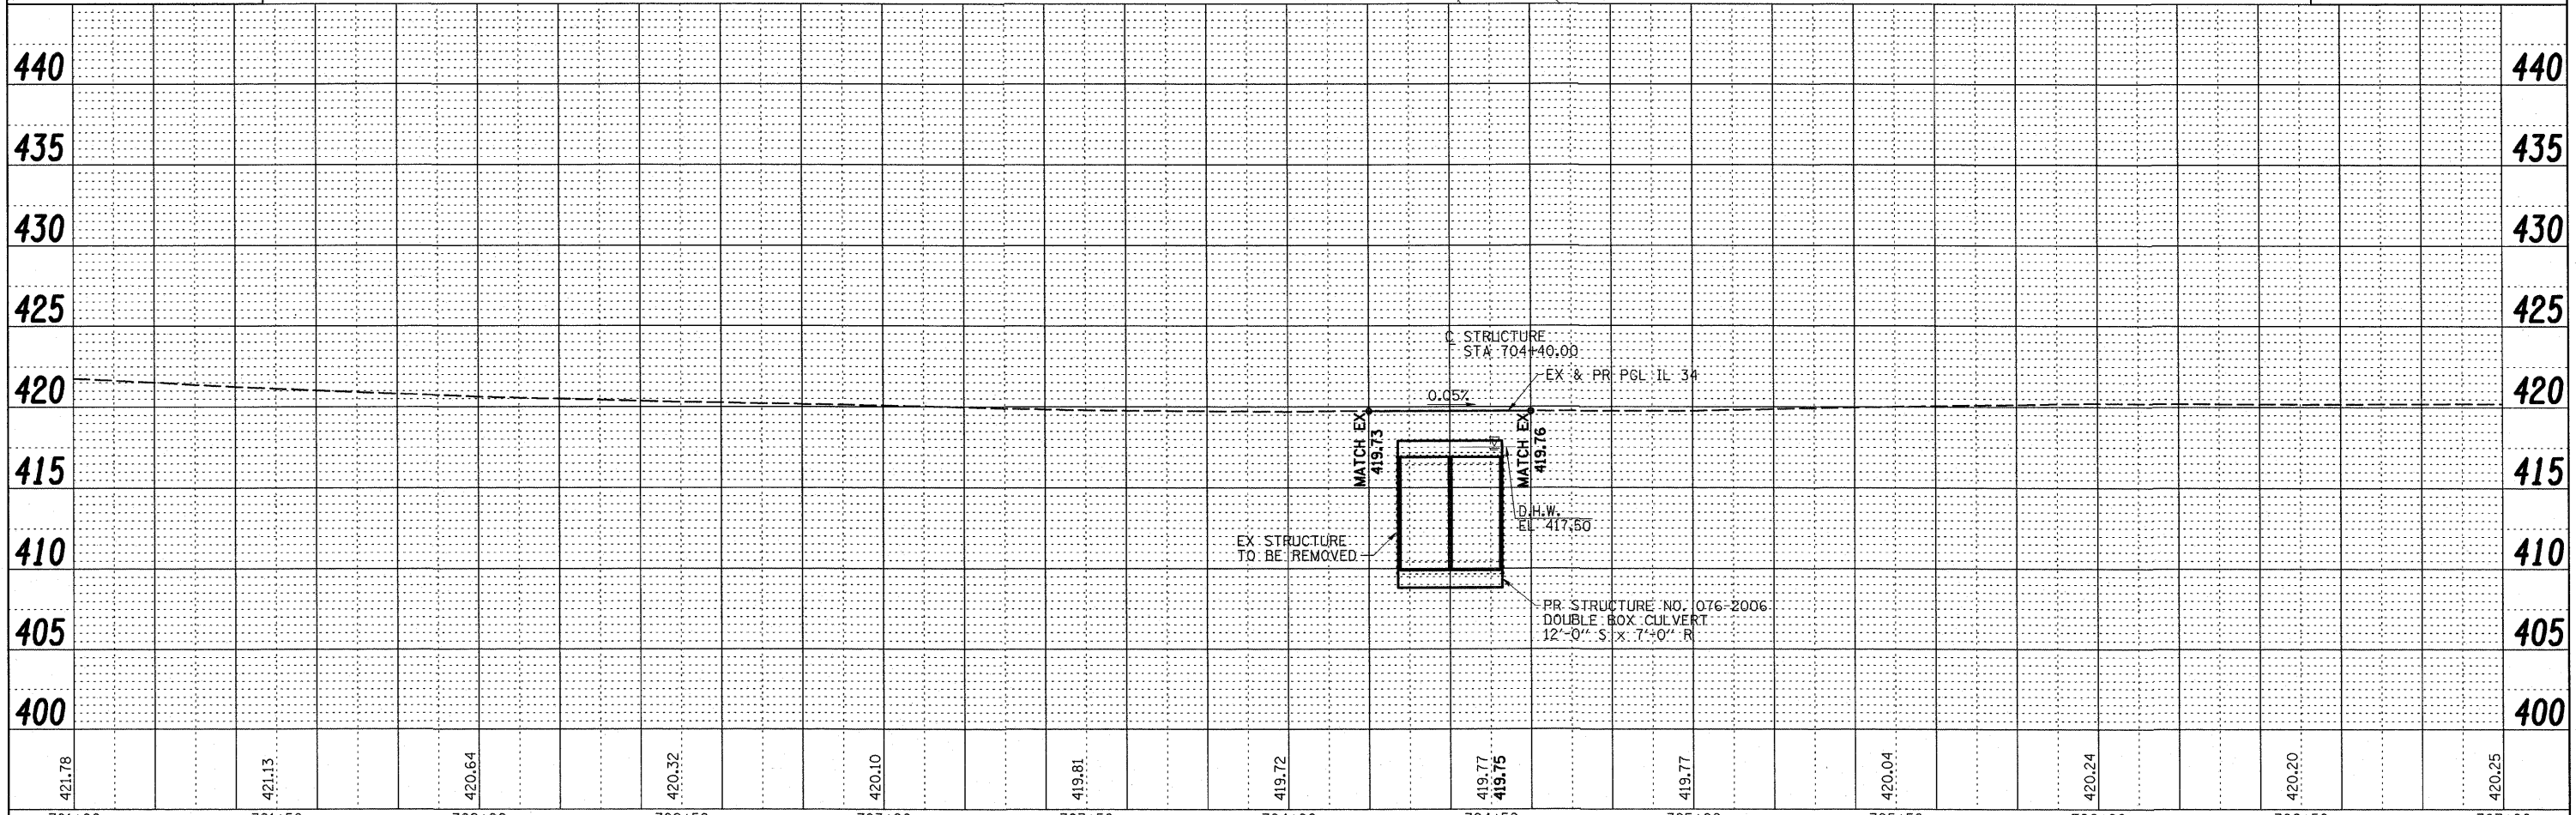 440 440
435 435
430 430
425 425
℄ STRUCTURE
STA 704+40.00
EX & PR PGL IL 34
420 420
0.05%
MATCH EX
419.73
MATCH EX
419.76
415 415
D.H.W.
EL 417.50
EX STRUCTURE
TO BE REMOVED
410 410
PR STRUCTURE NO. 076-2006
DOUBLE BOX CULVERT
12'-0" S x 7'-0" R
405 405
400 400
421.78 421.13 420.64 420.32 420.10 419.81 419.72 419.77 419.75 419.77 420.04 420.24 420.20 420.25